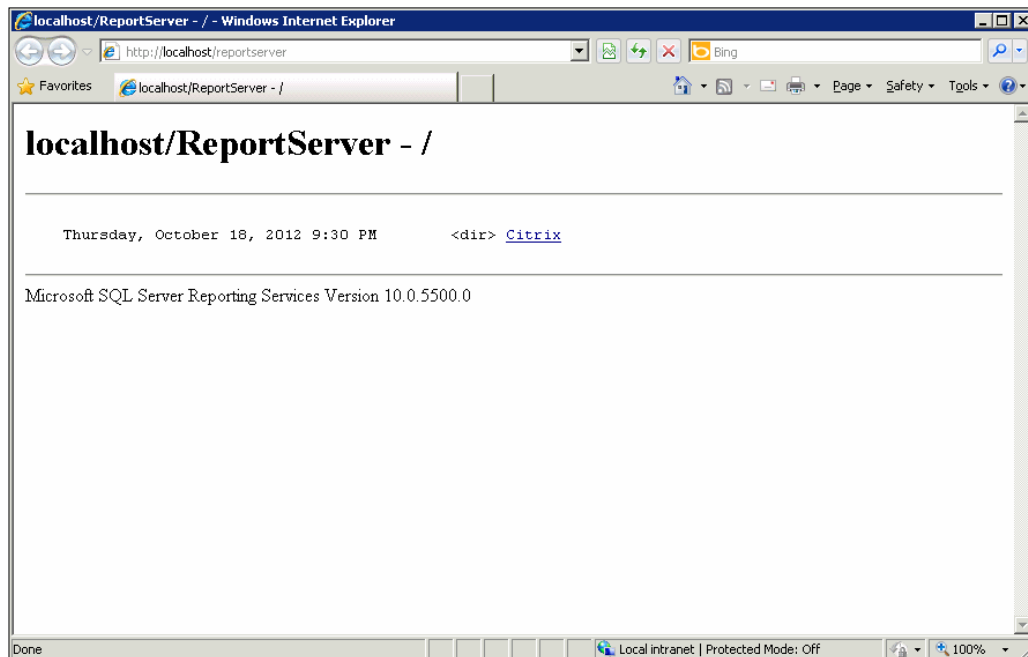 localhost/ReportServer - / - Windows Internet Explorer
http://localhost/reportserver
Bing
Favorites localhost/ReportServer - / Page Safety Tools
localhost/ReportServer - /
Thursday, October 18, 2012 9:30 PM <dir> Citrix
Microsoft SQL Server Reporting Services Version 10.0.5500.0
Done Local intranet | Protected Mode: Off 100%